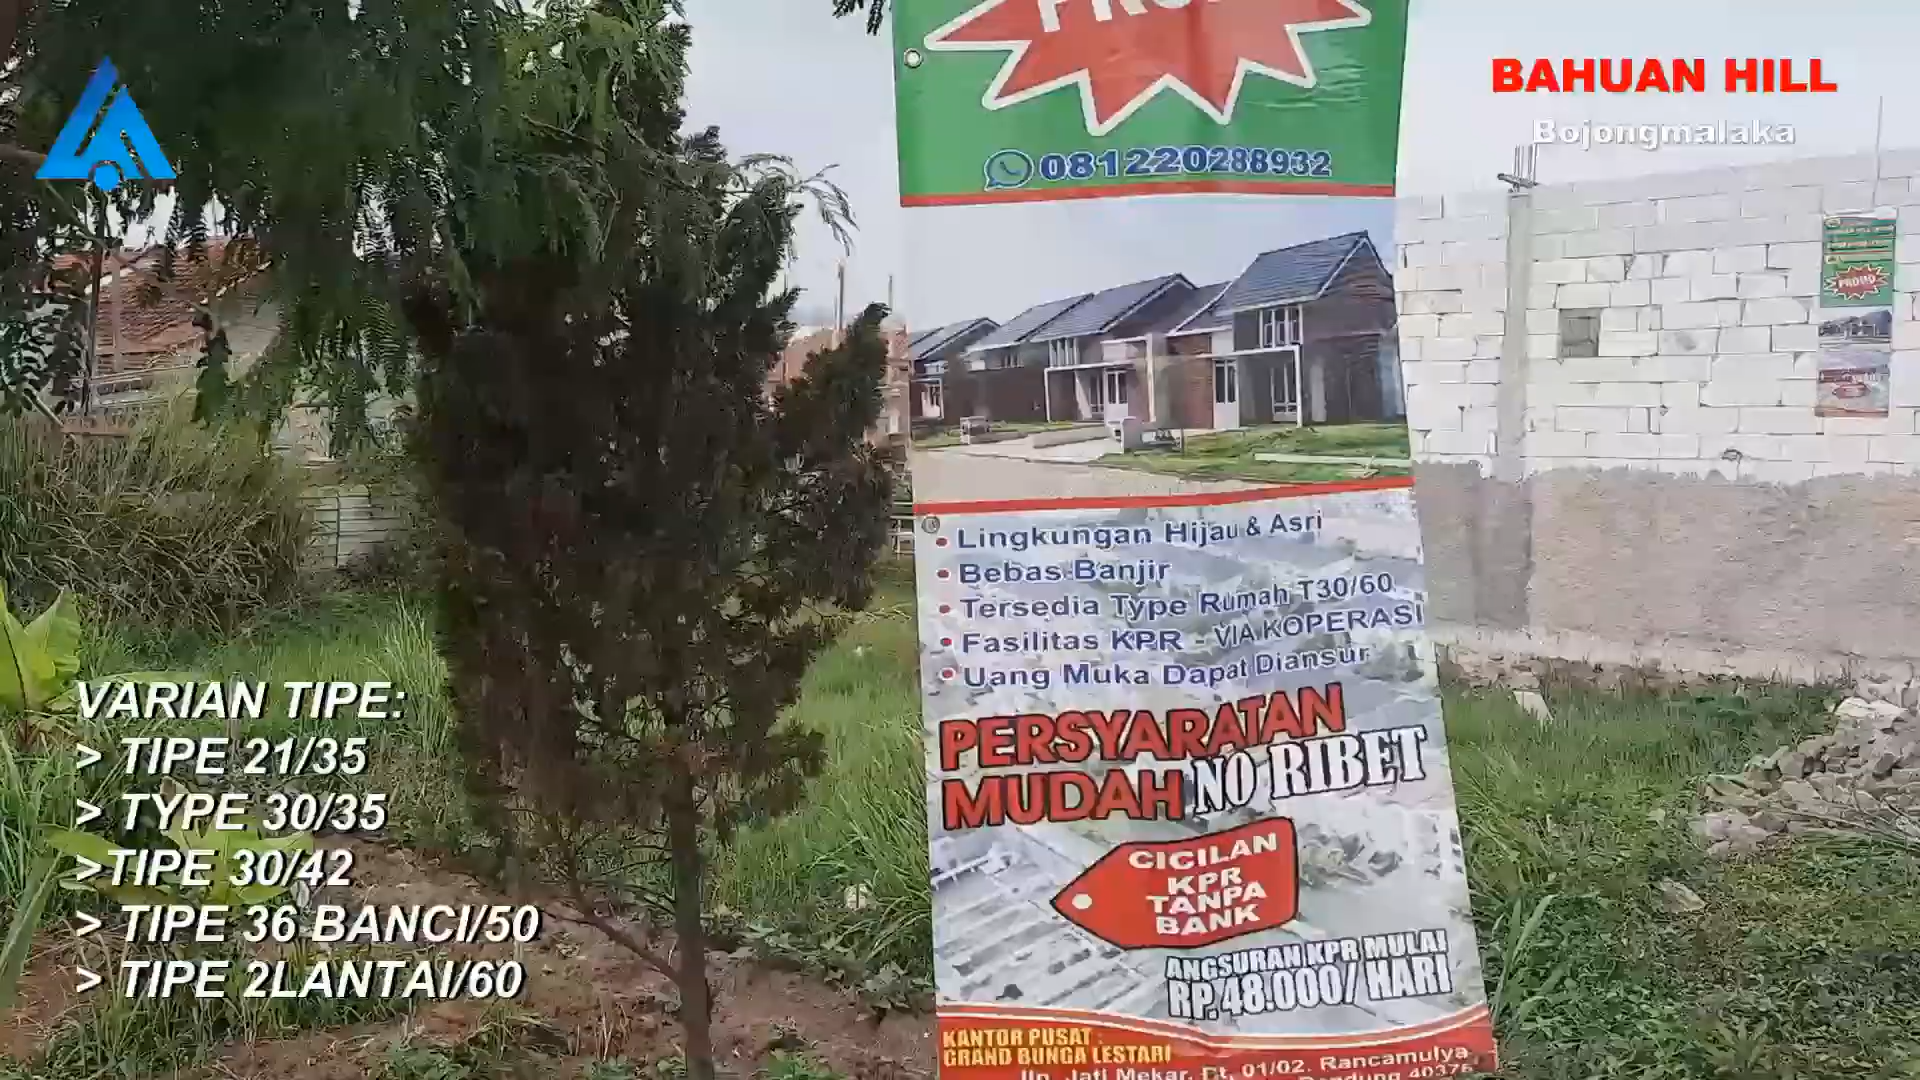 BAHUAN HILL
Bojongmalaka
081220288932
PROMO
• Lingkungan Hijau & Asri
• Bebas Banjir
• Tersedia Type Rumah T30/60
• Fasilitas KPR - VIA KOPERASI
• Uang Muka Dapat Diansur
PERSYARATAN
MUDAH NO RIBET
CICILAN
KPR
TANPA
BANK
ANGSURAN KPR MULAI
RP.48.000/ HARI
KANTOR PUSAT :
GRAND BUNGA LESTARI
Jln. Jati Mekar, Rt, 01/02. Rancamulya
Bandung 40376
VARIAN TIPE:
> TIPE 21/35
> TYPE 30/35
>TIPE 30/42
> TIPE 36 BANCI/50
> TIPE 2LANTAI/60